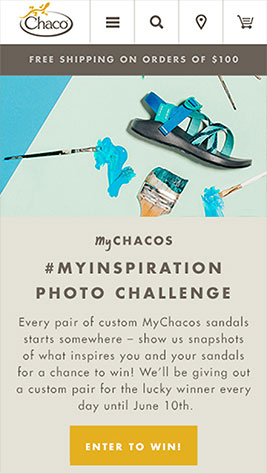 Chaco
FREE SHIPPING ON ORDERS OF $100
myCHACOS
#MYINSPIRATION
PHOTO CHALLENGE
Every pair of custom MyChacos sandals
starts somewhere – show us snapshots
of what inspires you and your sandals
for a chance to win! We'll be giving out
a custom pair for the lucky winner every
day until June 10th.
ENTER TO WIN!